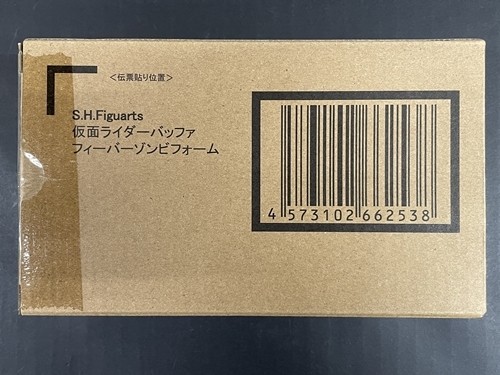 ＜伝票貼り位置＞
S.H.Figuarts
仮面ライダーバッファ
フィーバーゾンビフォーム
4 573102 662538